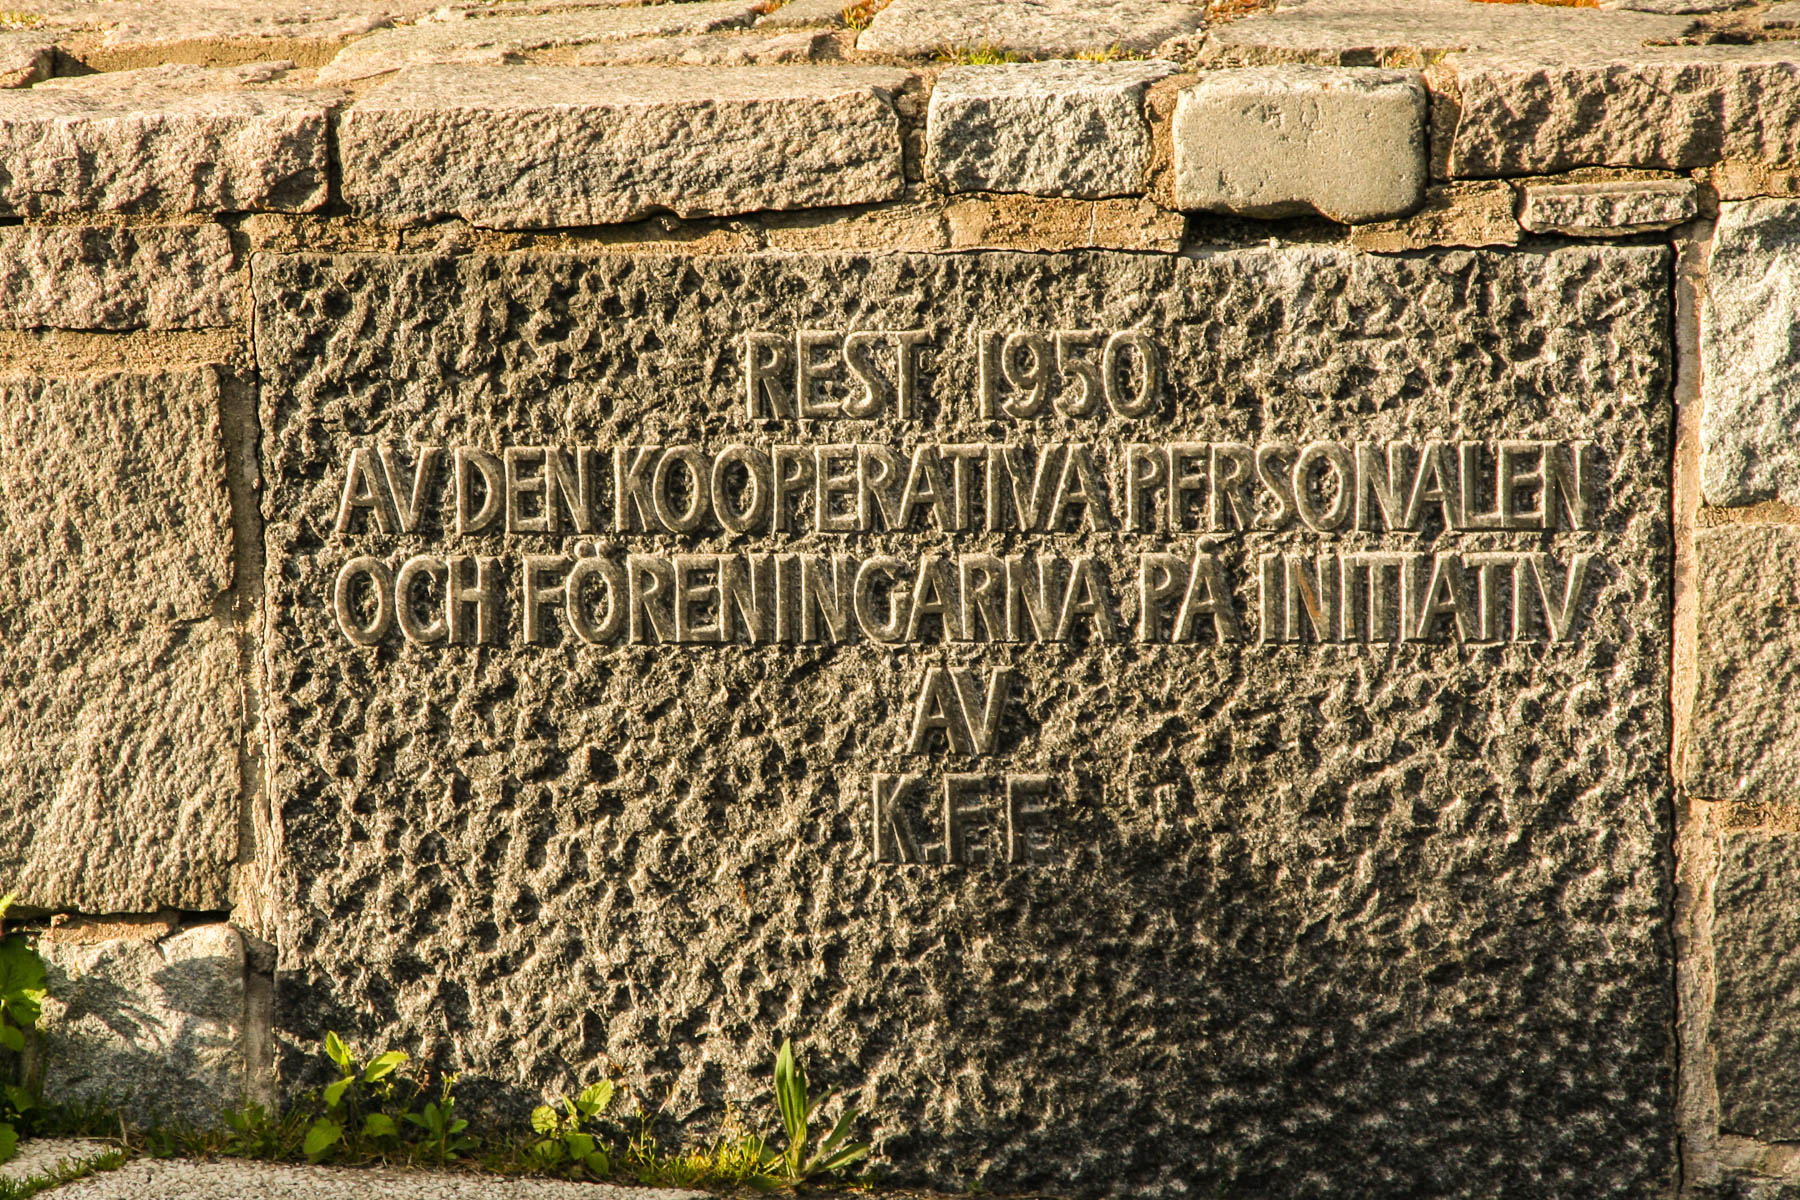 REST 1950
AV DEN KOOPERATIVA PERSONALEN
OCH FÖRENINGARNA PÅ INITIATIV
AV
K.F.F